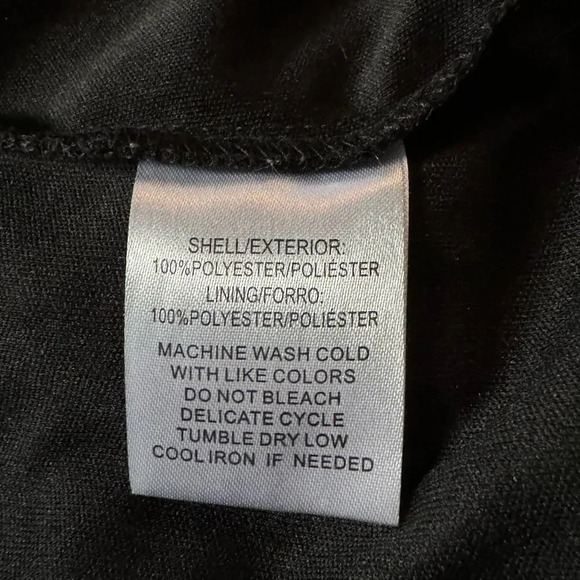 SHELL/EXTERIOR:
100%POLYESTER/POLIÉSTER
LINING/FORRO:
100%POLYESTER/POLIÉSTER
MACHINE WASH COLD
WITH LIKE COLORS
DO NOT BLEACH
DELICATE CYCLE
TUMBLE DRY LOW
COOL IRON IF NEEDED